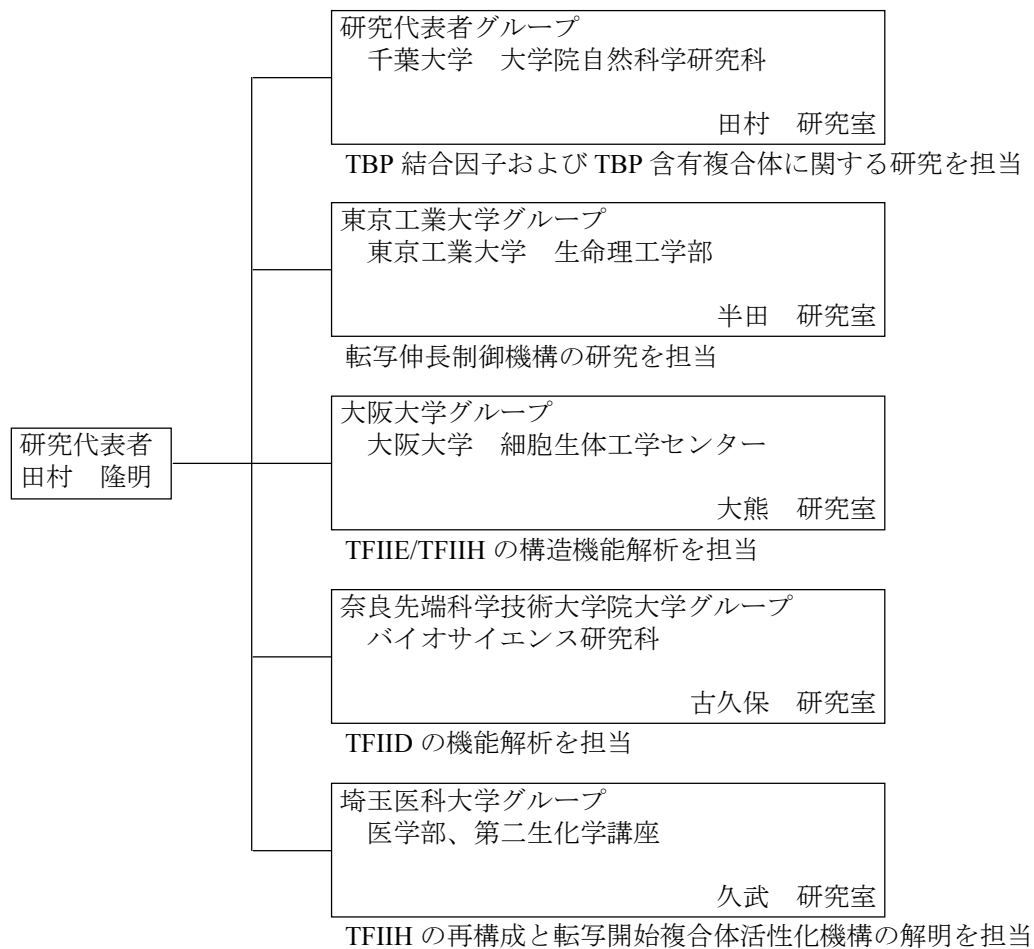 研究代表者グループ
千葉大学　大学院自然科学研究科
田村　研究室
TBP 結合因子および TBP 含有複合体に関する研究を担当
東京工業大学グループ
東京工業大学　生命理工学部
半田　研究室
転写伸長制御機構の研究を担当
研究代表者
田村　隆明
大阪大学グループ
大阪大学　細胞生体工学センター
大熊　研究室
TFIIE/TFIIH の構造機能解析を担当
奈良先端科学技術大学院大学グループ
バイオサイエンス研究科
古久保　研究室
TFIID の機能解析を担当
埼玉医科大学グループ
医学部、第二生化学講座
久武　研究室
TFIIH の再構成と転写開始複合体活性化機構の解明を担当